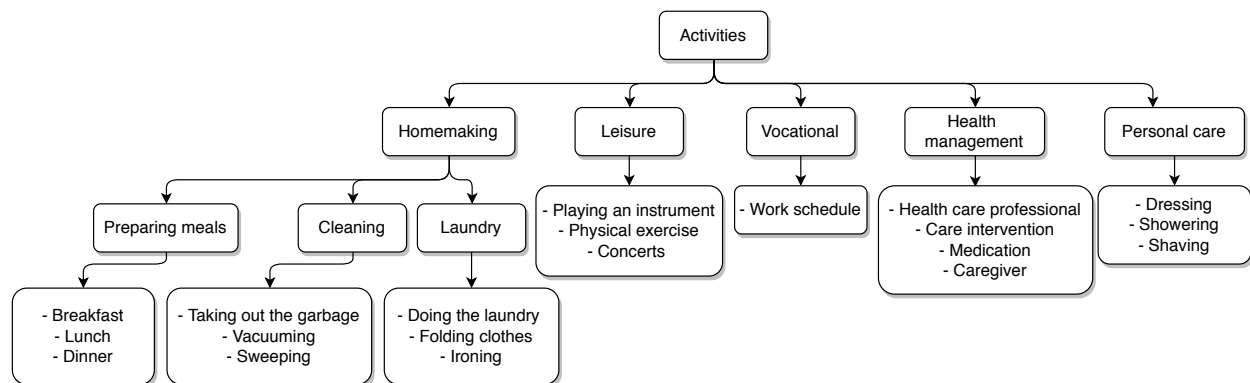 Activities
Homemaking
Leisure
Vocational
Health
management
Personal care
Preparing meals
Cleaning
Laundry
- Playing an instrument
- Physical exercise
- Concerts
- Work schedule
- Health care professional
- Care intervention
- Medication
- Caregiver
- Dressing
- Showering
- Shaving
- Breakfast
- Lunch
- Dinner
- Taking out the garbage
- Vacuuming
- Sweeping
- Doing the laundry
- Folding clothes
- Ironing